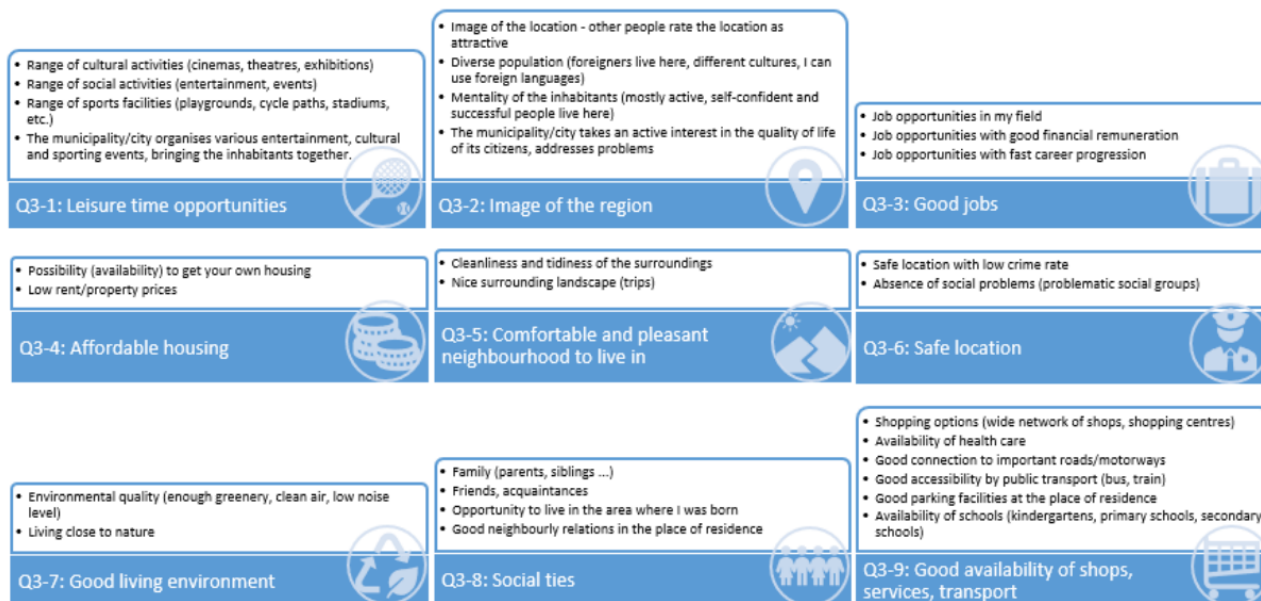 • Range of cultural activities (cinemas, theatres, exhibitions)
• Range of social activities (entertainment, events)
• Range of sports facilities (playgrounds, cycle paths, stadiums,
etc.)
• The municipality/city organises various entertainment, cultural
and sporting events, bringing the inhabitants together.
Q3-1: Leisure time opportunities
• Image of the location - other people rate the location as
attractive
• Diverse population (foreigners live here, different cultures, I can
use foreign languages)
• Mentality of the inhabitants (mostly active, self-confident and
successful people live here)
• The municipality/city takes an active interest in the quality of life
of its citizens, addresses problems
Q3-2: Image of the region
• Job opportunities in my field
• Job opportunities with good financial remuneration
• Job opportunities with fast career progression
Q3-3: Good jobs
• Possibility (availability) to get your own housing
• Low rent/property prices
Q3-4: Affordable housing
• Cleanliness and tidiness of the surroundings
• Nice surrounding landscape (trips)
Q3-5: Comfortable and pleasant
neighbourhood to live in
• Safe location with low crime rate
• Absence of social problems (problematic social groups)
Q3-6: Safe location
• Environmental quality (enough greenery, clean air, low noise
level)
• Living close to nature
Q3-7: Good living environment
• Family (parents, siblings ...)
• Friends, acquaintances
• Opportunity to live in the area where I was born
• Good neighbourly relations in the place of residence
Q3-8: Social ties
• Shopping options (wide network of shops, shopping centres)
• Availability of health care
• Good connection to important roads/motorways
• Good accessibility by public transport (bus, train)
• Good parking facilities at the place of residence
• Availability of schools (kindergartens, primary schools, secondary
schools)
Q3-9: Good availability of shops,
services, transport